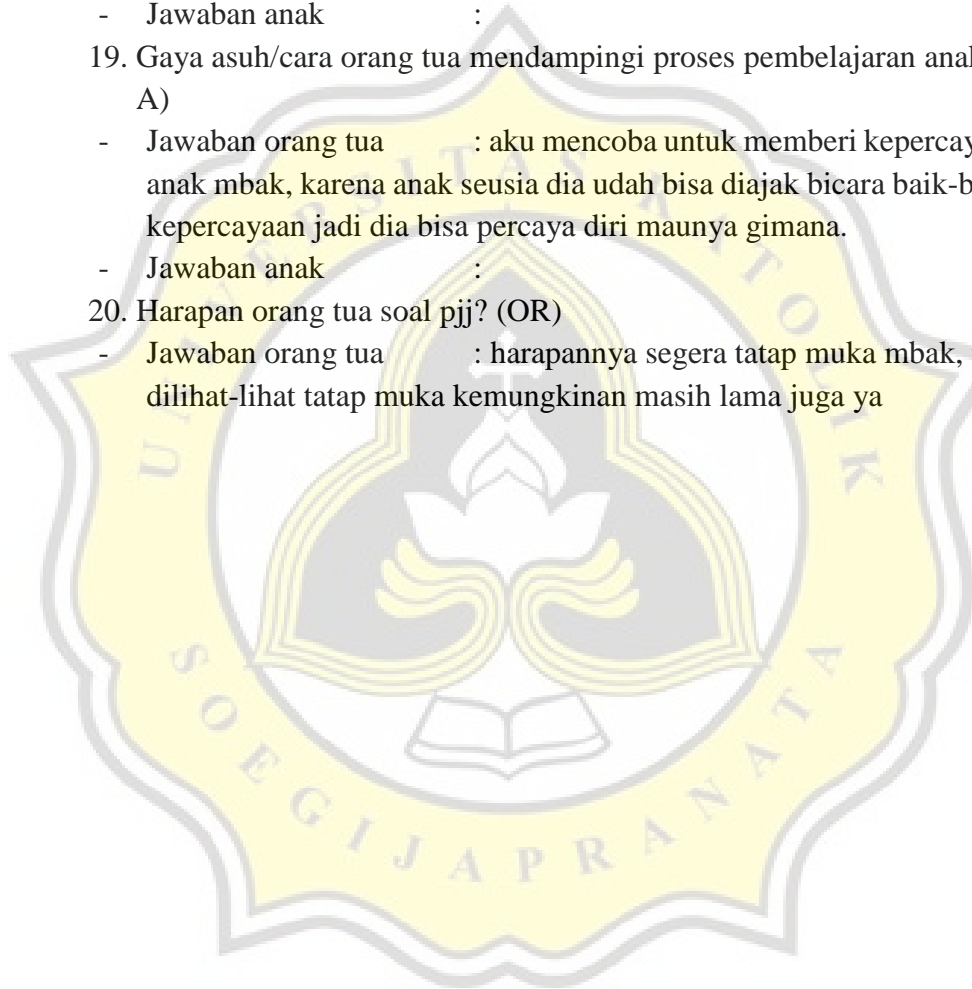 - Jawaban anak :
19. Gaya asuh/cara orang tua mendampingi proses pembelajaran
A)
- Jawaban orang tua : aku mencoba untuk memberi
anak mbak, karena anak seusia dia udah bisa diajak bicara
kepercayaan jadi dia bisa percaya diri maunya gimana.
- Jawaban anak :
20. Harapan orang tua soal pjj? (OR)
- Jawaban orang tua : harapannya segera tatap muka mbak,
dilihat-lihat tatap muka kemungkinan masih lama juga ya
UNIVERSITAS KATOLIK
SOEGIJAPRANATA